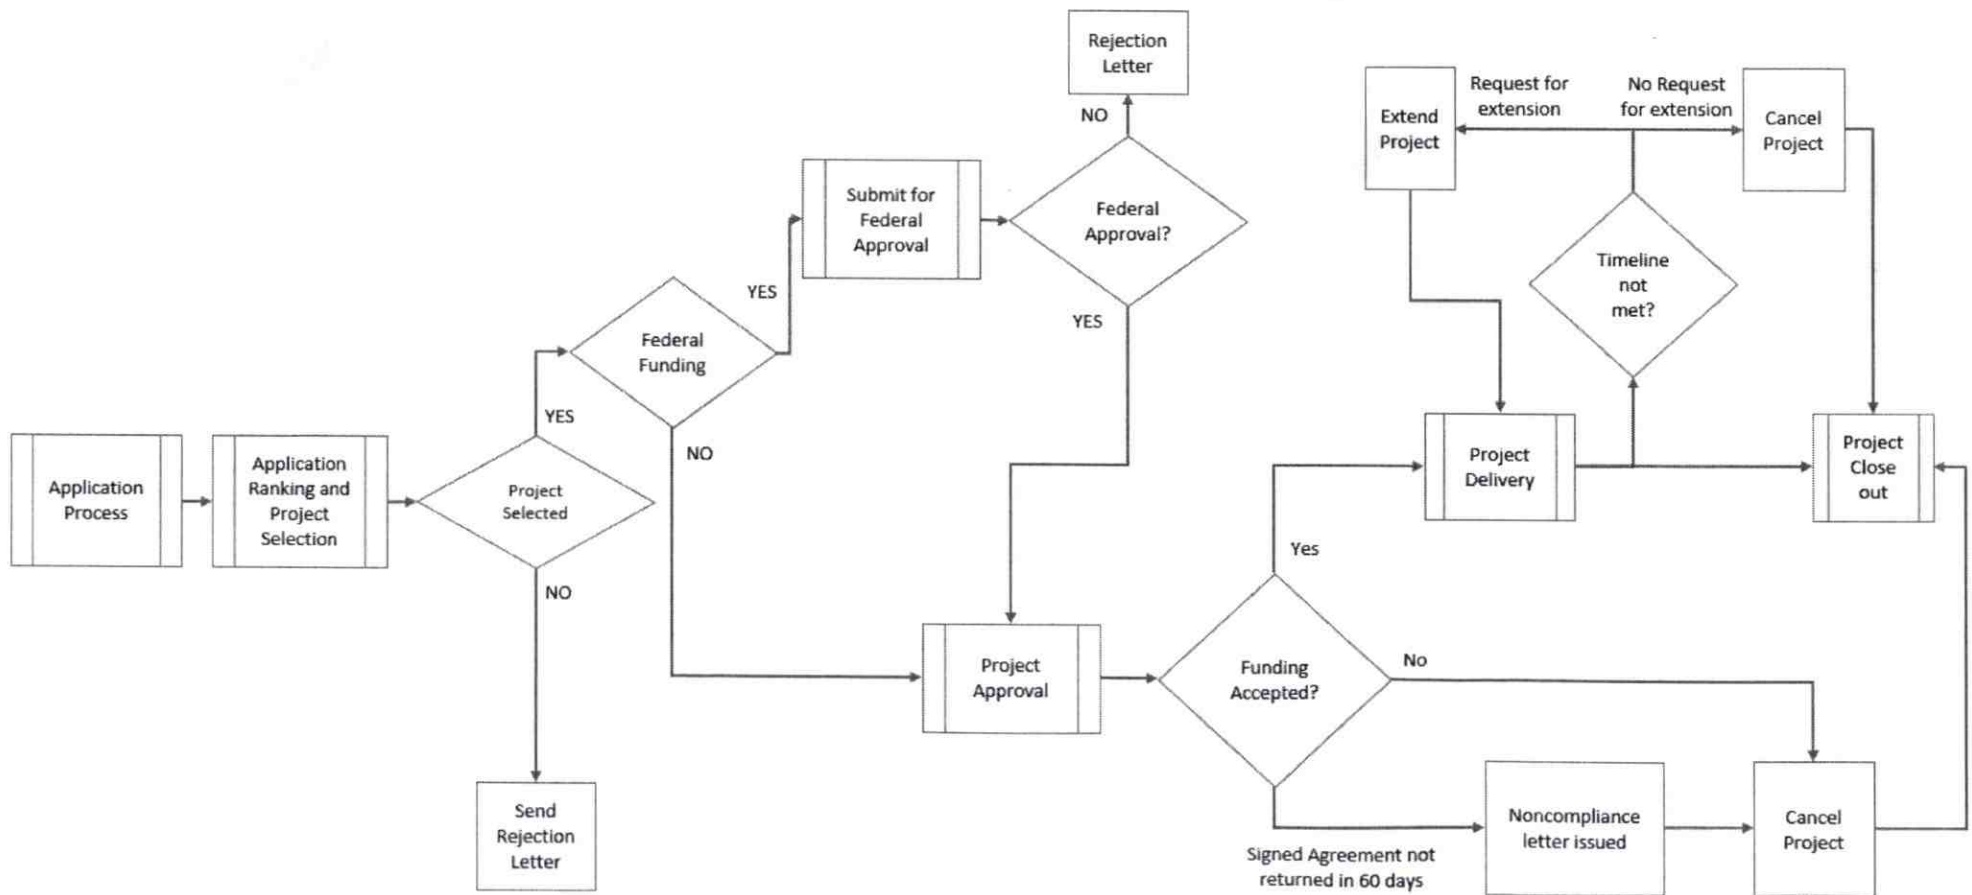 Application
Process
Application
Ranking and
Project
Selection
Project
Selected
YES
NO
Send
Rejection
Letter
Federal
Funding
YES
NO
Submit for
Federal
Approval
Federal
Approval?
NO
Rejection
Letter
YES
Project
Approval
Funding
Accepted?
Yes
No
Signed Agreement not
returned in 60 days
Noncompliance
letter issued
Cancel
Project
Project
Delivery
Timeline
not
met?
Request for
extension
No Request
for extension
Extend
Project
Cancel
Project
Project
Close
out